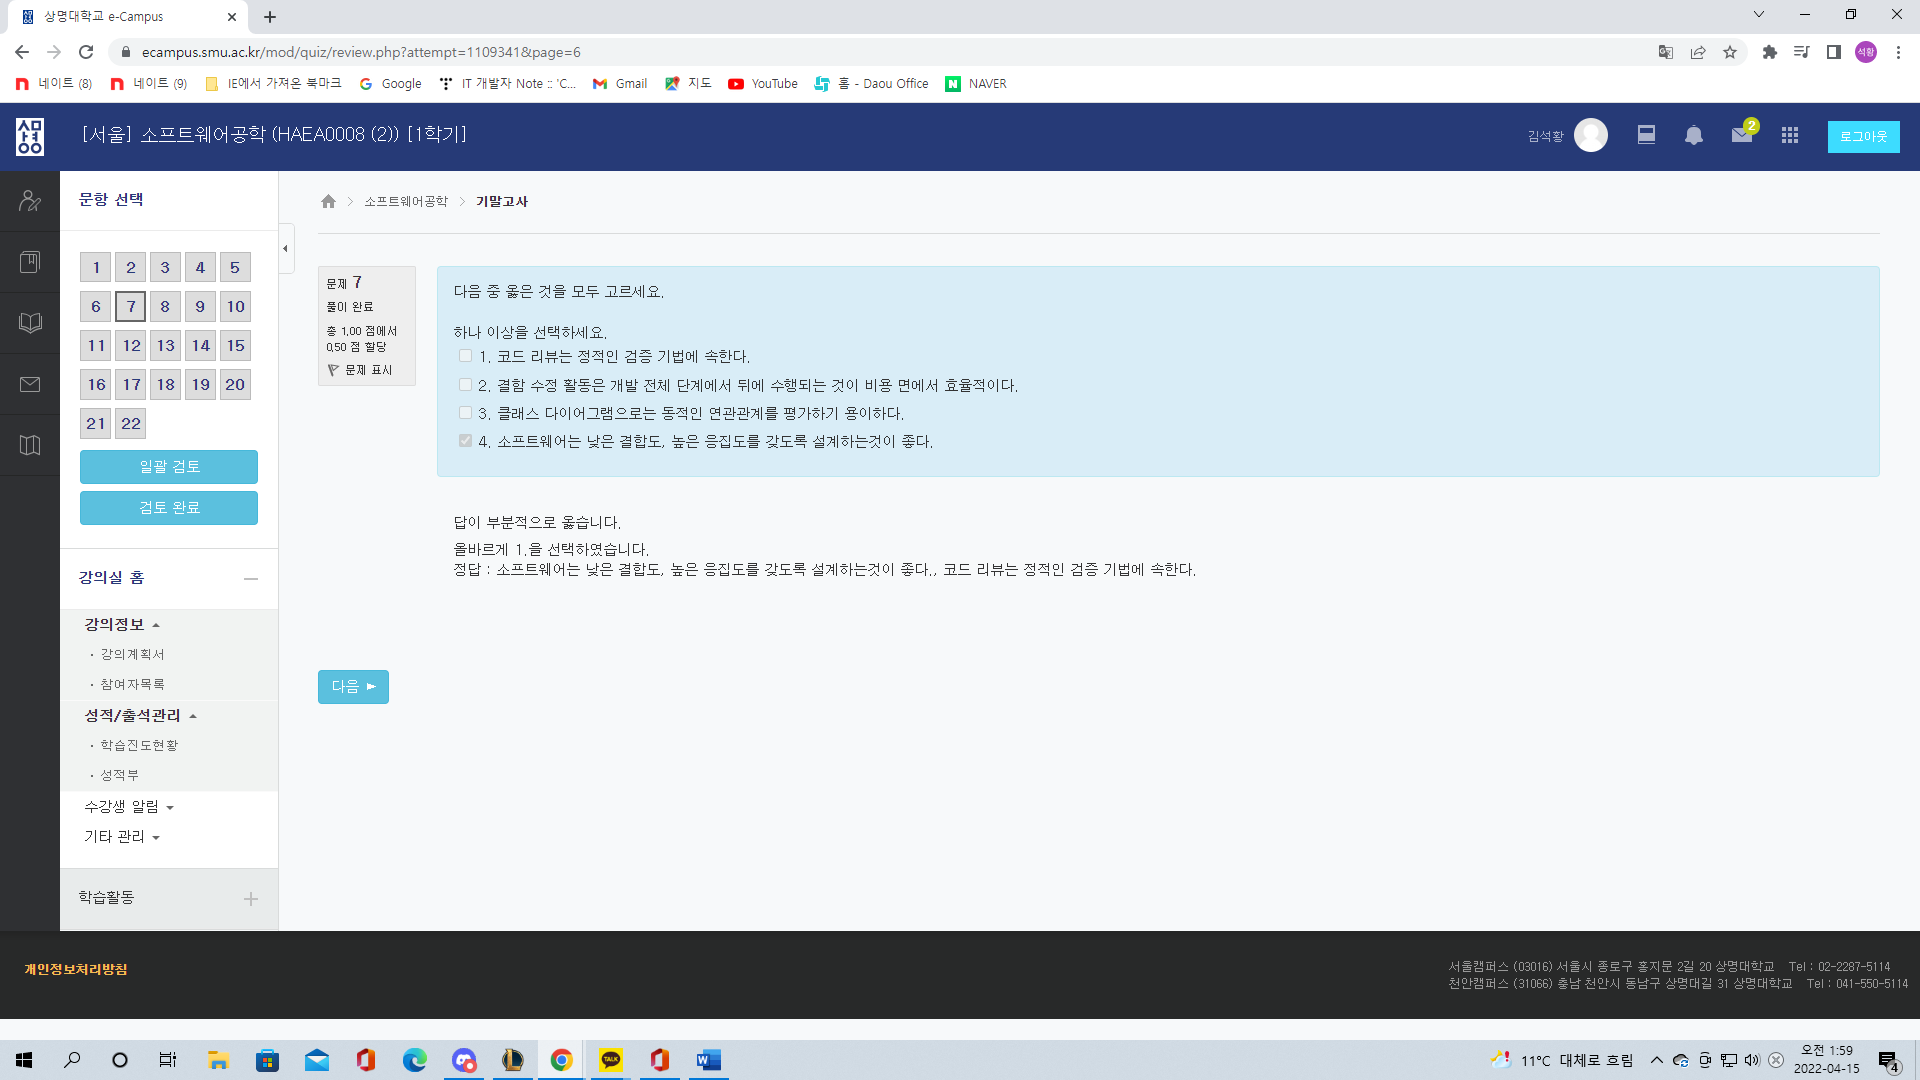 상명대학교 e-Campus
ecampus.smu.ac.kr/mod/quiz/review.php?attempt=1109341&page=6
석황
네이트 (8)
네이트 (9)
IE에서 가져온 북마크
Google
IT 개발자 Note :: 'C...
Gmail
지도
YouTube
홈 - Daou Office
NAVER
[서울] 소프트웨어공학 (HAEA0008 (2)) [1학기]
김석황
2
로그아웃
문항 선택
1 2 3 4 5
6 7 8 9 10
11 12 13 14 15
16 17 18 19 20
21 22
일괄 검토
검토 완료
강의실 홈
강의정보
· 강의계획서
· 참여자목록
성적/출석관리
· 학습진도현황
· 성적부
수강생 알림
기타 관리
학습활동
소프트웨어공학
기말고사
문제 7
풀이 완료
총 1.00 점에서
0.50 점 할당
문제 표시
다음 중 옳은 것을 모두 고르세요.
하나 이상을 선택하세요.
1. 코드 리뷰는 정적인 검증 기법에 속한다.
2. 결함 수정 활동은 개발 전체 단계에서 뒤에 수행되는 것이 비용 면에서 효율적이다.
3. 클래스 다이어그램으로는 동적인 연관관계를 평가하기 용이하다.
4. 소프트웨어는 낮은 결합도, 높은 응집도를 갖도록 설계하는것이 좋다.
답이 부분적으로 옳습니다.
올바르게 1.을 선택하였습니다.
정답 : 소프트웨어는 낮은 결합도, 높은 응집도를 갖도록 설계하는것이 좋다., 코드 리뷰는 정적인 검증 기법에 속한다.
다음 ►
개인정보처리방침
서울캠퍼스 (03016) 서울시 종로구 홍지문 2길 20 상명대학교 Tel : 02-2287-5114
천안캠퍼스 (31066) 충남 천안시 동남구 상명대길 31 상명대학교 Tel : 041-550-5114
TALK
11°C 대체로 흐림
오전 1:59
2022-04-15
4